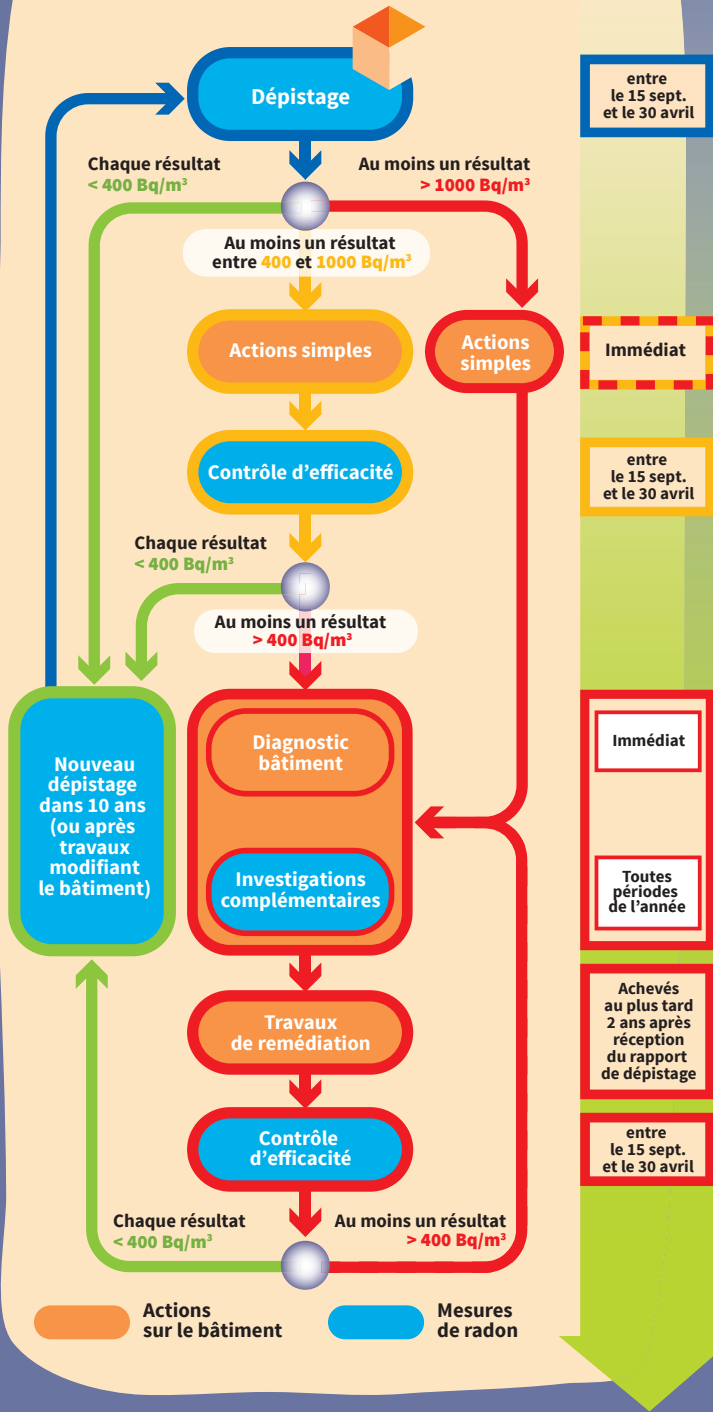 Dépistage
entre
le 15 sept.
et le 30 avril
Chaque résultat
< 400 Bq/m³
Au moins un résultat
> 1000 Bq/m³
Au moins un résultat
entre 400 et 1000 Bq/m³
Actions simples
Actions
simples
Immédiat
Contrôle d'efficacité
entre
le 15 sept.
et le 30 avril
Chaque résultat
< 400 Bq/m³
Au moins un résultat
> 400 Bq/m³
Nouveau
dépistage
dans 10 ans
(ou après
travaux
modifiant
le bâtiment)
Diagnostic
bâtiment
Immédiat
Investigations
complémentaires
Toutes
périodes
de l'année
Travaux
de remédiation
Achevés
au plus tard
2 ans après
réception
du rapport
de dépistage
Contrôle
d'efficacité
entre
le 15 sept.
et le 30 avril
Chaque résultat
< 400 Bq/m³
Au moins un résultat
> 400 Bq/m³
Actions
sur le bâtiment
Mesures
de radon